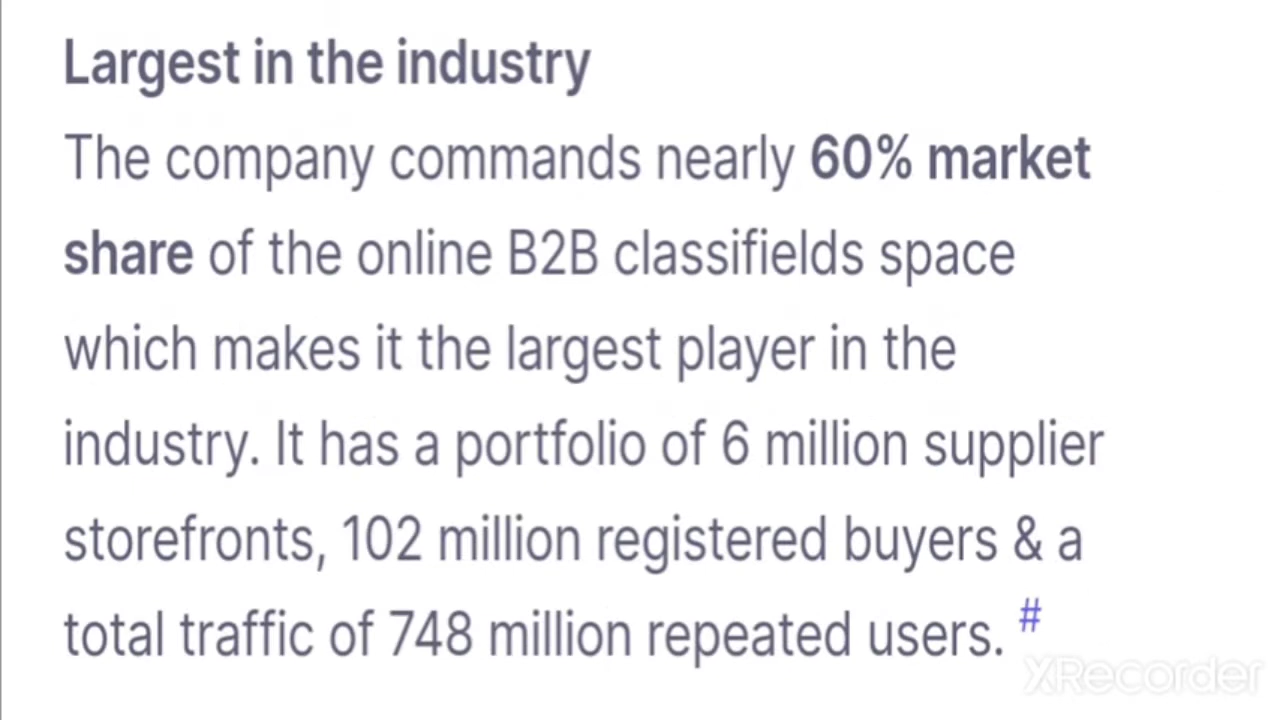 Largest in the industry
The company commands nearly 60% market
share of the online B2B classifields space
which makes it the largest player in the
industry. It has a portfolio of 6 million supplier
storefronts, 102 million registered buyers & a
total traffic of 748 million repeated users. #
XRecorder